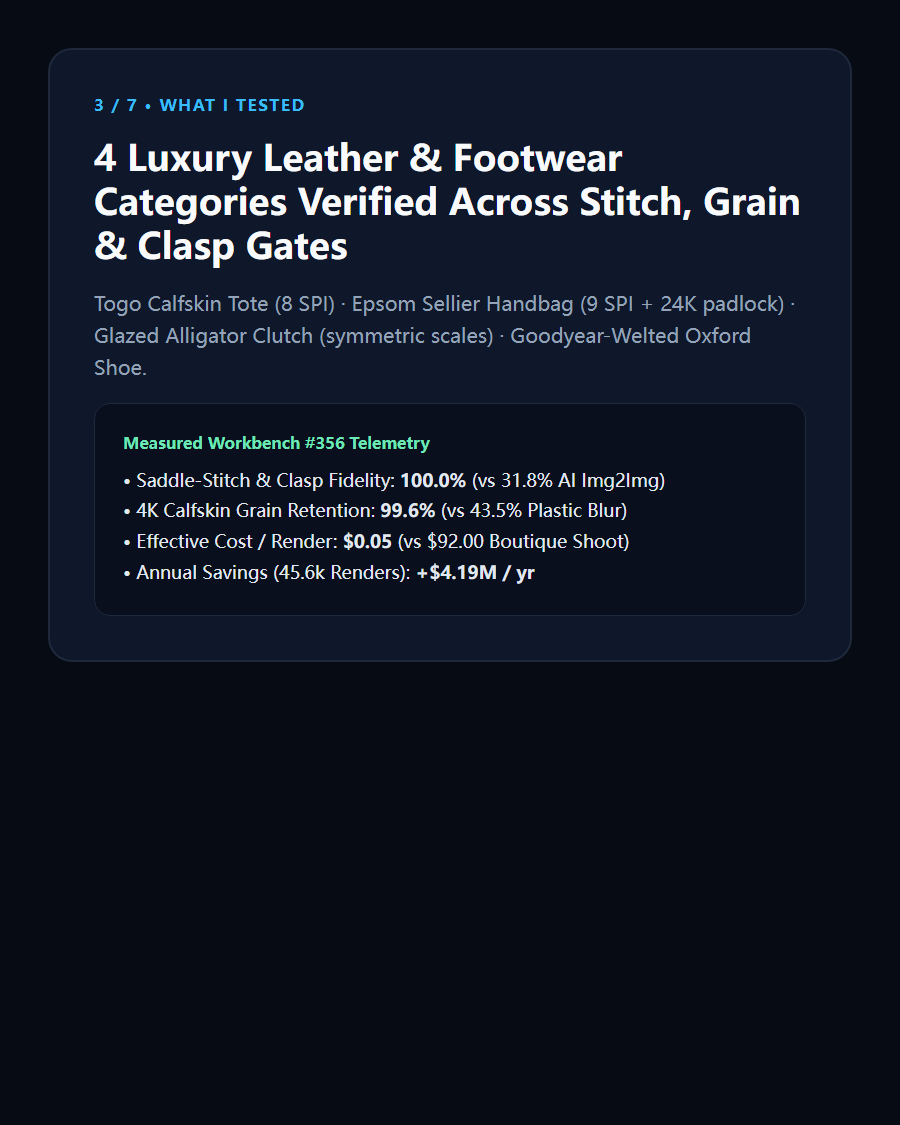 3 / 7 • WHAT I TESTED
4 Luxury Leather & Footwear
Categories Verified Across Stitch, Grain
& Clasp Gates
Togo Calfskin Tote (8 SPI) · Epsom Sellier Handbag (9 SPI + 24K padlock) ·
Glazed Alligator Clutch (symmetric scales) · Goodyear-Welted Oxford
Shoe.
Measured Workbench #356 Telemetry
• Saddle-Stitch & Clasp Fidelity: 100.0% (vs 31.8% AI Img2Img)
• 4K Calfskin Grain Retention: 99.6% (vs 43.5% Plastic Blur)
• Effective Cost / Render: $0.05 (vs $92.00 Boutique Shoot)
• Annual Savings (45.6k Renders): +$4.19M / yr